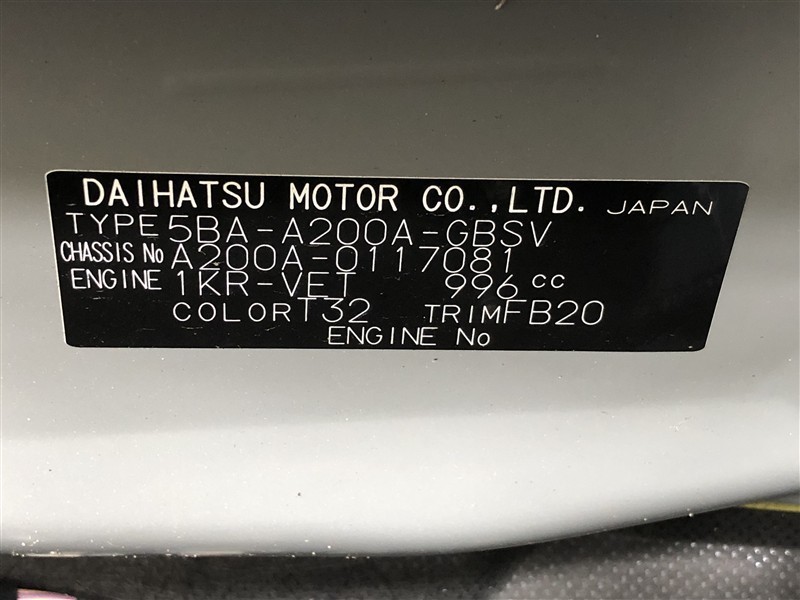 DAIHATSU MOTOR CO.,LTD. JAPAN
TYPE 5BA-A200A-GBSV
CHASSIS No A200A-0117081
ENGINE 1KR-VET 996 cc
COLOR T32 TRIM FB20
ENGINE No